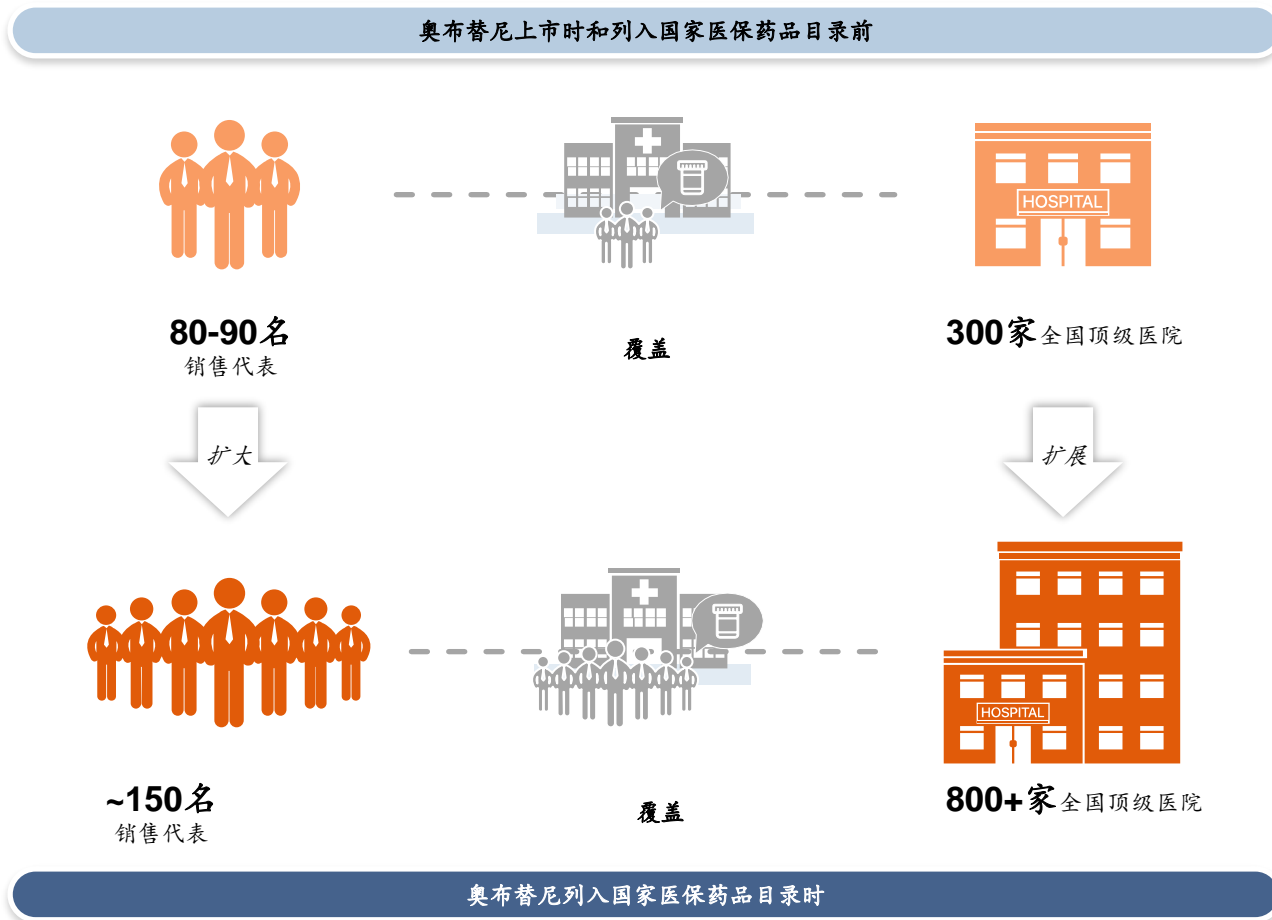 奥布替尼上市时和列入国家医保药品目录前
HOSPITAL
80-90名
销售代表
覆盖
300家全国顶级医院
扩大
扩展
HOSPITAL
~150名
销售代表
覆盖
800+家全国顶级医院
奥布替尼列入国家医保药品目录时